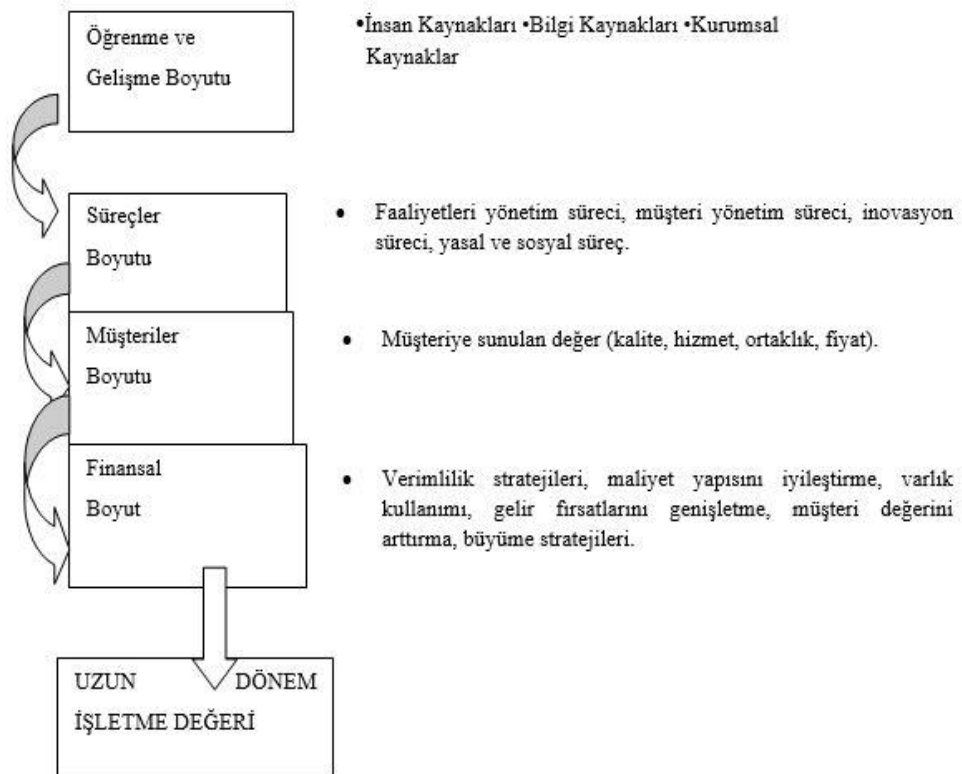 Öğrenme ve
Gelişme Boyutu
•İnsan Kaynakları •Bilgi Kaynakları •Kurumsal
Kaynaklar
Süreçler
Boyutu
• Faaliyetleri yönetim süreci, müşteri yönetim süreci, inovasyon
süreci, yasal ve sosyal süreç.
Müşteriler
Boyutu
• Müşteriye sunulan değer (kalite, hizmet, ortaklık, fiyat).
Finansal
Boyut
• Verimlilik stratejileri, maliyet yapısını iyileştirme, varlık
kullanımı, gelir fırsatlarını genişletme, müşteri değerini
arttırma, büyüme stratejileri.
UZUN DÖNEM
İŞLETME DEĞERİ